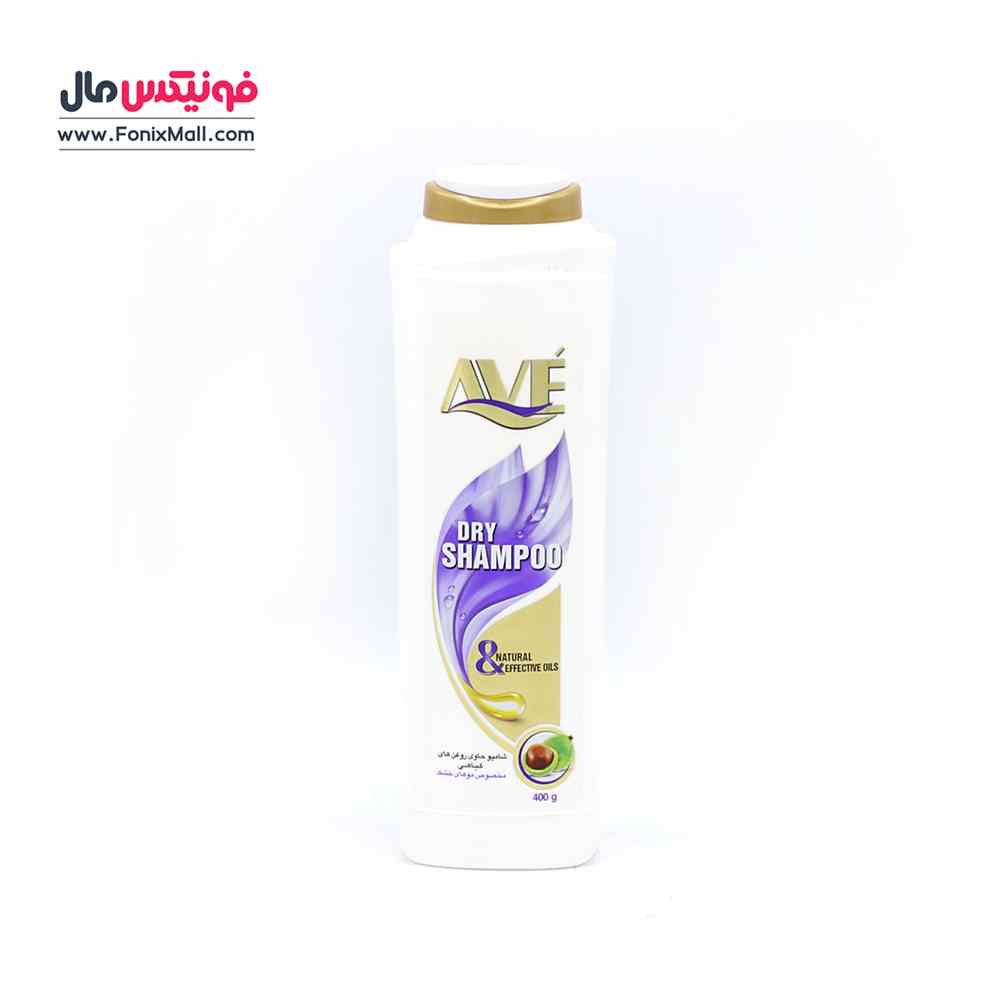 فونیکس مال
www.FonixMall.com
AVÉ
DRY
SHAMPOO
& NATURAL
EFFECTIVE OILS
شامپو حاوی روغن های
گیاهی
مخصوص موهای خشک
400 g